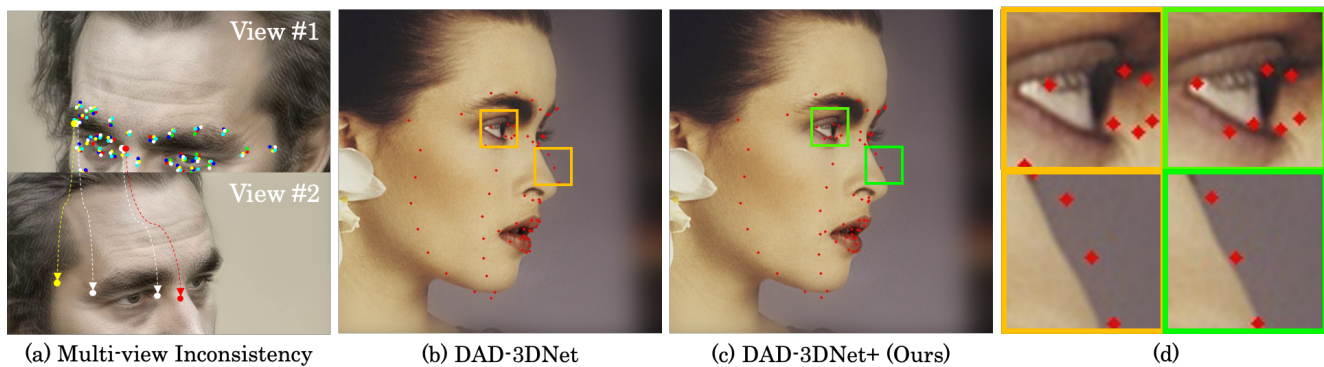 View #1
View #2
(a) Multi-view Inconsistency
(b) DAD-3DNet
(c) DAD-3DNet+ (Ours)
(d)